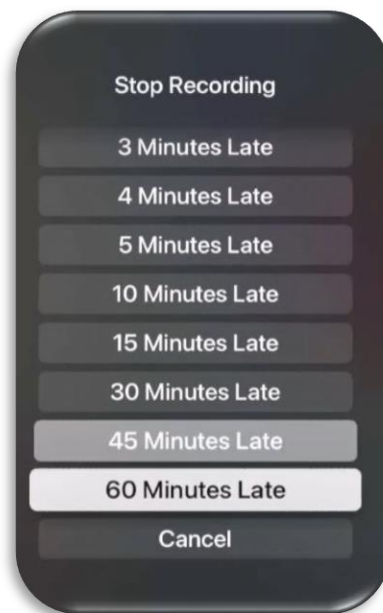 Stop Recording
3 Minutes Late
4 Minutes Late
5 Minutes Late
10 Minutes Late
15 Minutes Late
30 Minutes Late
45 Minutes Late
60 Minutes Late
Cancel